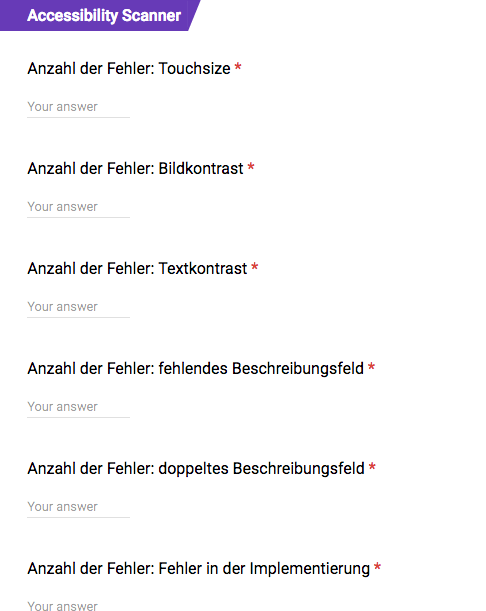 Accessibility Scanner
Anzahl der Fehler: Touchsize *
Your answer
Anzahl der Fehler: Bildkontrast *
Your answer
Anzahl der Fehler: Textkontrast *
Your answer
Anzahl der Fehler: fehlendes Beschreibungsfeld *
Your answer
Anzahl der Fehler: doppeltes Beschreibungsfeld *
Your answer
Anzahl der Fehler: Fehler in der Implementierung *
Your answer